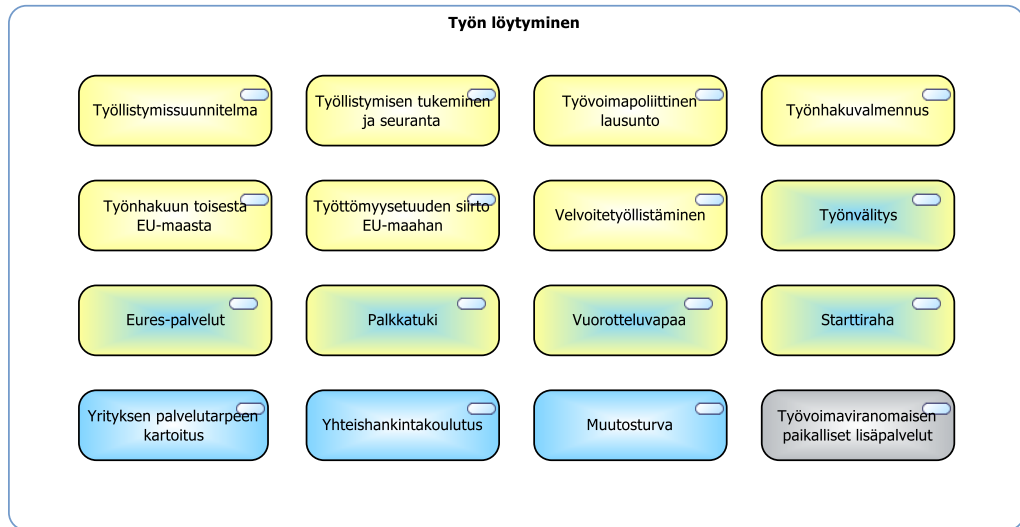 Työn löytyminen
Työllistymissuunnitelma
Työllistymisen tukeminen
ja seuranta
Työvoimapoliittinen
lausunto
Työnhakuvalmennus
Työnhakuun toisesta
EU-maasta
Työttömyysetuuden siirto
EU-maahan
Velvoitetyöllistäminen
Työnvälitys
Eures-palvelut
Palkkatuki
Vuorotteluvapaa
Starttiraha
Yrityksen palvelutarpeen
kartoitus
Yhteishankintakoulutus
Muutosturva
Työvoimaviranomaisen
paikalliset lisäpalvelut